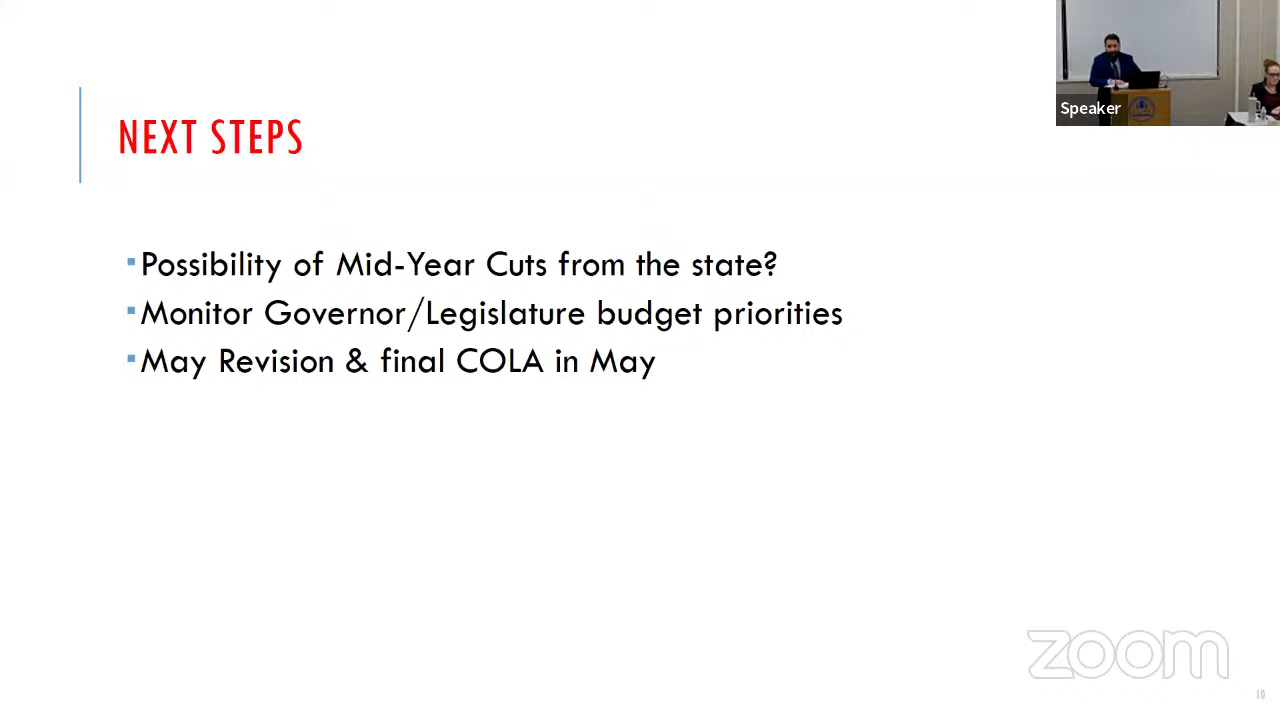 Speaker
NEXT STEPS
Possibility of Mid-Year Cuts from the state?
Monitor Governor/Legislature budget priorities
May Revision & final COLA in May
zoom
10